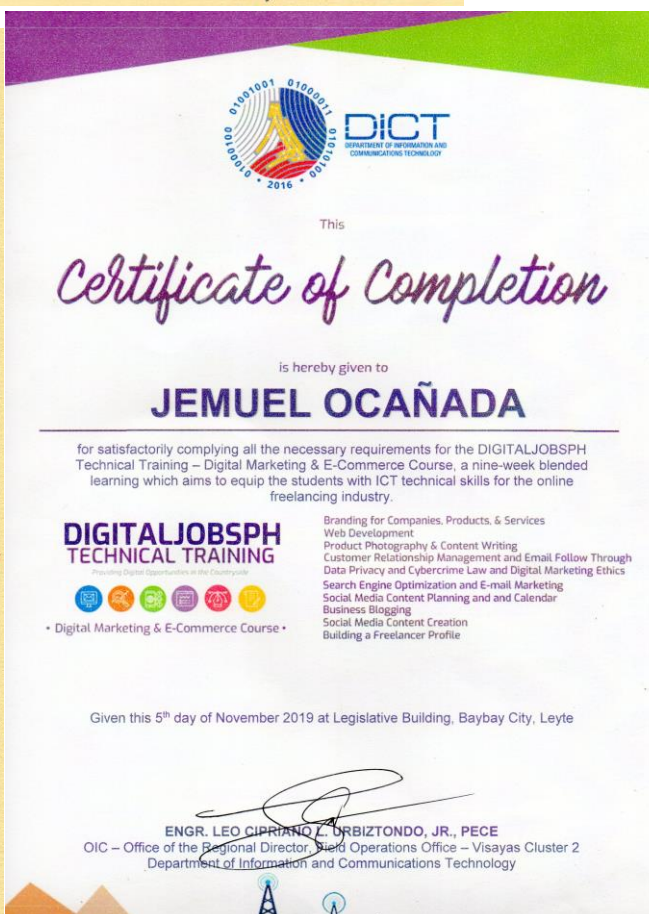 01000100 01001001 01000011 01010100
• 2016 •
DICT
DEPARTMENT OF INFORMATION AND
COMMUNICATIONS TECHNOLOGY
This
Certificate of Completion
is hereby given to
JEMUEL OCAÑADA
for satisfactorily complying all the necessary requirements for the DIGITALJOBSPH
Technical Training – Digital Marketing & E-Commerce Course, a nine-week blended
learning which aims to equip the students with ICT technical skills for the online
freelancing industry.
DIGITALJOBSPH
TECHNICAL TRAINING
Providing Digital Opportunities in the Countryside
• Digital Marketing & E-Commerce Course •
Branding for Companies, Products, & Services
Web Development
Product Photography & Content Writing
Customer Relationship Management and Email Follow Through
Data Privacy and Cybercrime Law and Digital Marketing Ethics
Search Engine Optimization and E-mail Marketing
Social Media Content Planning and and Calendar
Business Blogging
Social Media Content Creation
Building a Freelancer Profile
Given this 5th day of November 2019 at Legislative Building, Baybay City, Leyte
ENGR. LEO CIPRIANO L. URBIZTONDO, JR., PECE
OIC – Office of the Regional Director, Field Operations Office – Visayas Cluster 2
Department of Information and Communications Technology